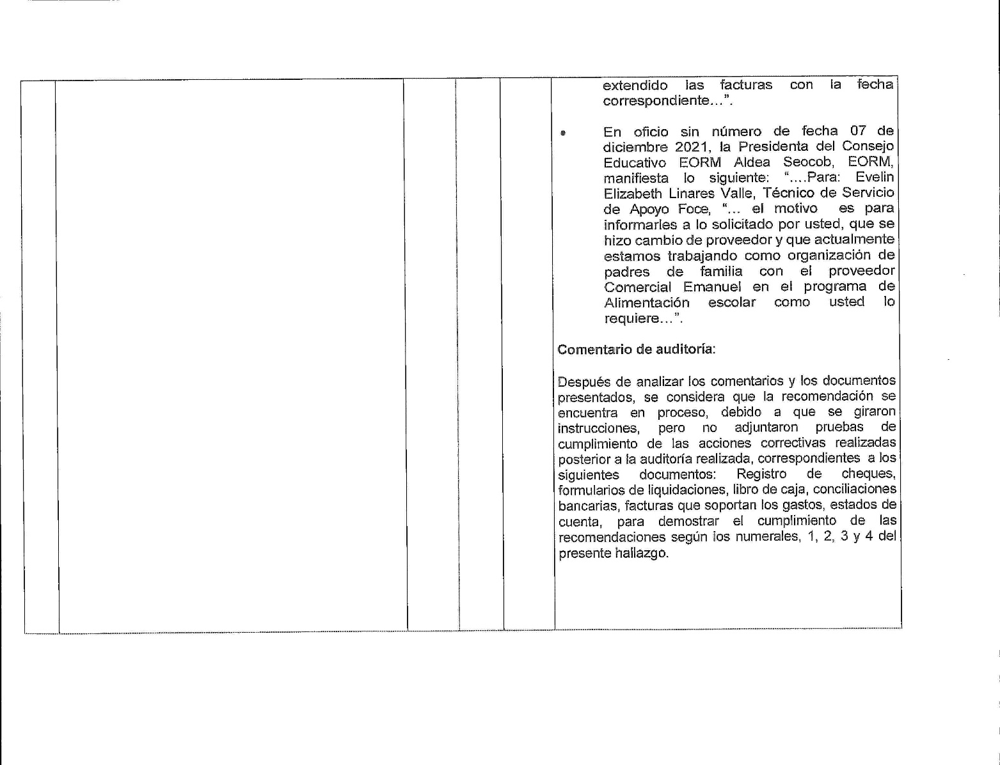 extendido las facturas con la fecha
correspondiente...".
• En oficio sin número de fecha 07 de
diciembre 2021, la Presidenta del Consejo
Educativo EORM Aldea Seocob, EORM,
manifiesta lo siguiente: "....Para: Evelin
Elizabeth Linares Valle, Técnico de Servicio
de Apoyo Foce, "... el motivo es para
informarles a lo solicitado por usted, que se
hizo cambio de proveedor y que actualmente
estamos trabajando como organización de
padres de familia con el proveedor
Comercial Emanuel en el programa de
Alimentación escolar como usted lo
requiere...".
Comentario de auditoría:
Después de analizar los comentarios y los documentos
presentados, se considera que la recomendación se
encuentra en proceso, debido a que se giraron
instrucciones, pero no adjuntaron pruebas de
cumplimiento de las acciones correctivas realizadas
posterior a la auditoría realizada, correspondientes a los
siguientes documentos: Registro de cheques,
formularios de liquidaciones, libro de caja, conciliaciones
bancarias, facturas que soportan los gastos, estados de
cuenta, para demostrar el cumplimiento de las
recomendaciones según los numerales, 1, 2, 3 y 4 del
presente hallazgo.